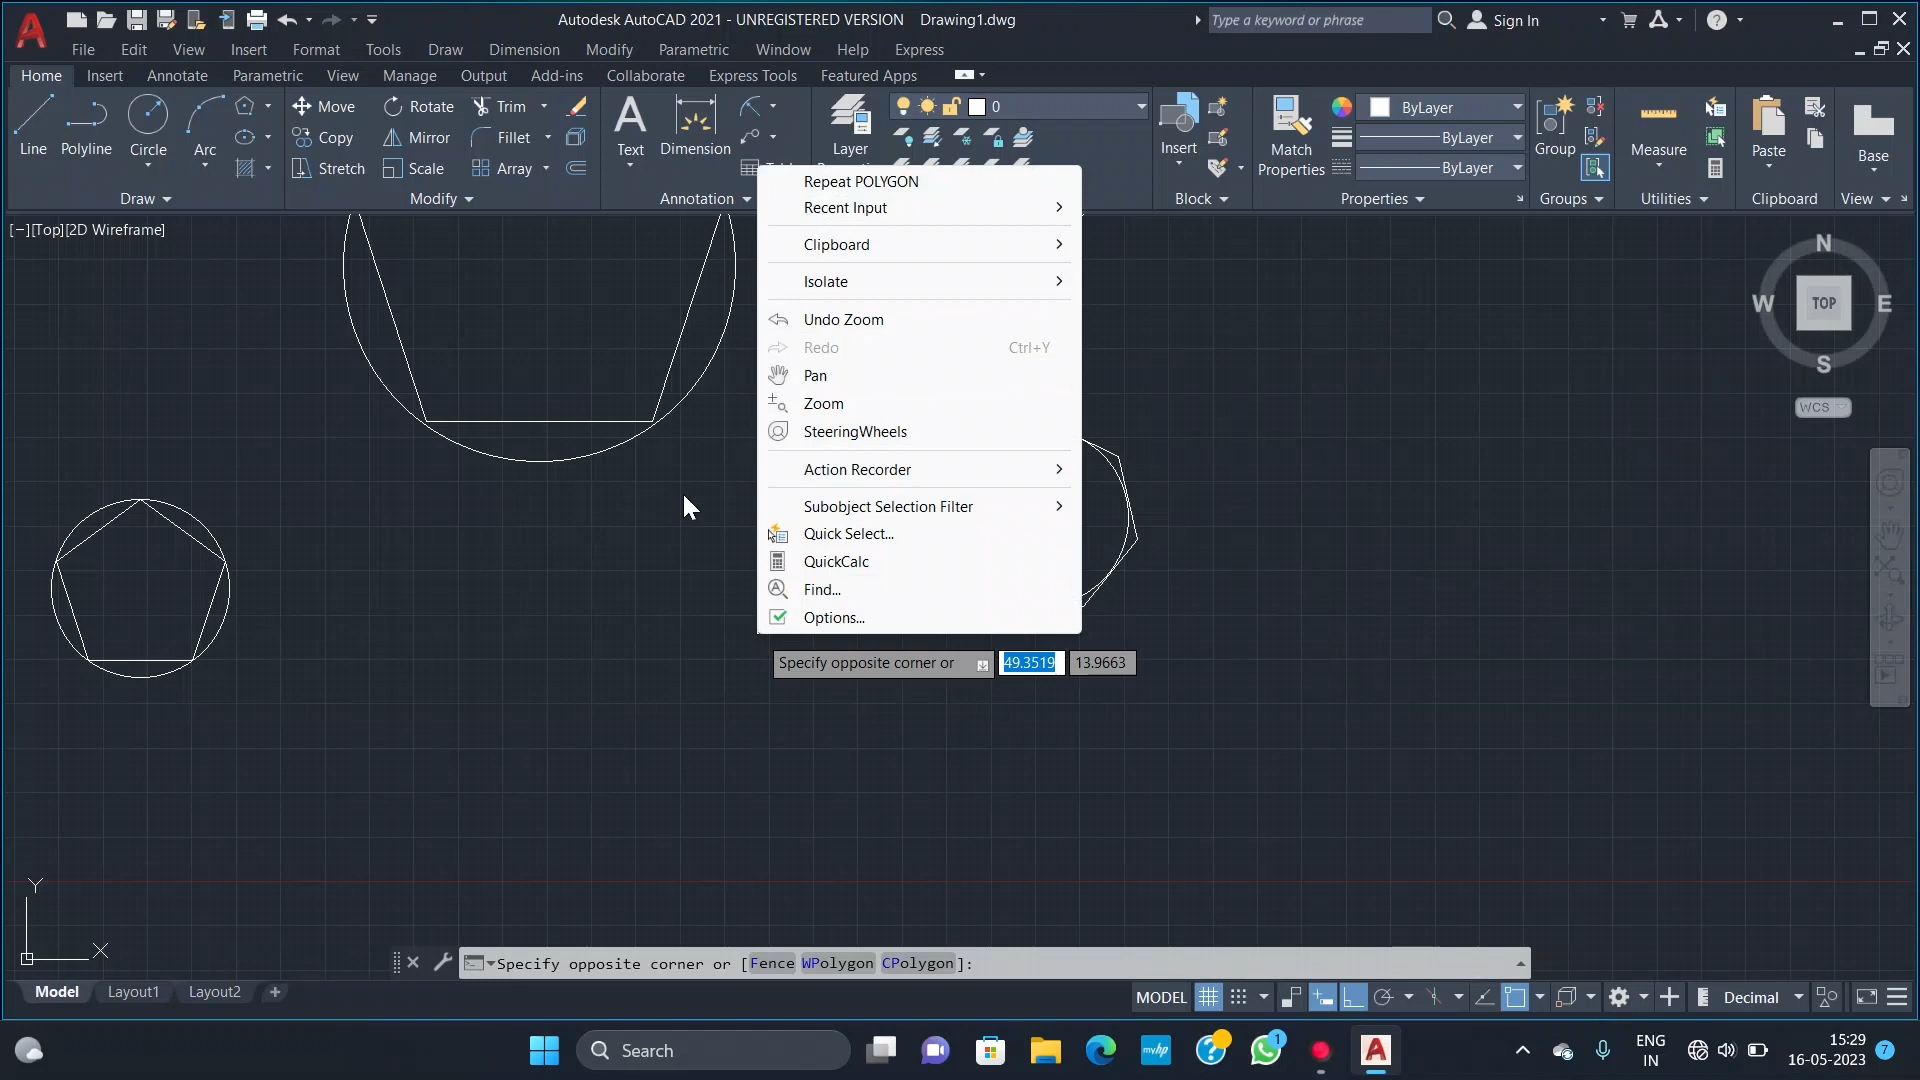 Autodesk AutoCAD 2021 - UNREGISTERED VERSION Drawing1.dwg
Type a keyword or phrase
Sign In
File Edit View Insert Format Tools Draw Dimension Modify Parametric Window Help Express
Home Insert Annotate Parametric View Manage Output Add-ins Collaborate Express Tools Featured Apps
Line
Polyline
Circle
Arc
Move
Copy
Stretch
Rotate
Mirror
Scale
Trim
Fillet
Array
Text
Dimension
Layer
0
Insert
Match
Properties
ByLayer
ByLayer
ByLayer
Group
Measure
Paste
Base
Draw
Modify
Annotation
Block
Properties
Groups
Utilities
Clipboard
View
[−][Top][2D Wireframe]
Repeat POLYGON
Recent Input
Clipboard
Isolate
Undo Zoom
Redo Ctrl+Y
Pan
Zoom
SteeringWheels
Action Recorder
Subobject Selection Filter
Quick Select...
QuickCalc
Find...
Options...
N
W
TOP
E
S
WCS
Specify opposite corner or 49.3519 13.9663
Y
X
Specify opposite corner or [Fence WPolygon CPolygon]:
Model Layout1 Layout2
MODEL
Decimal
Search
myhp
1
ENG
IN
15:29
16-05-2023
7